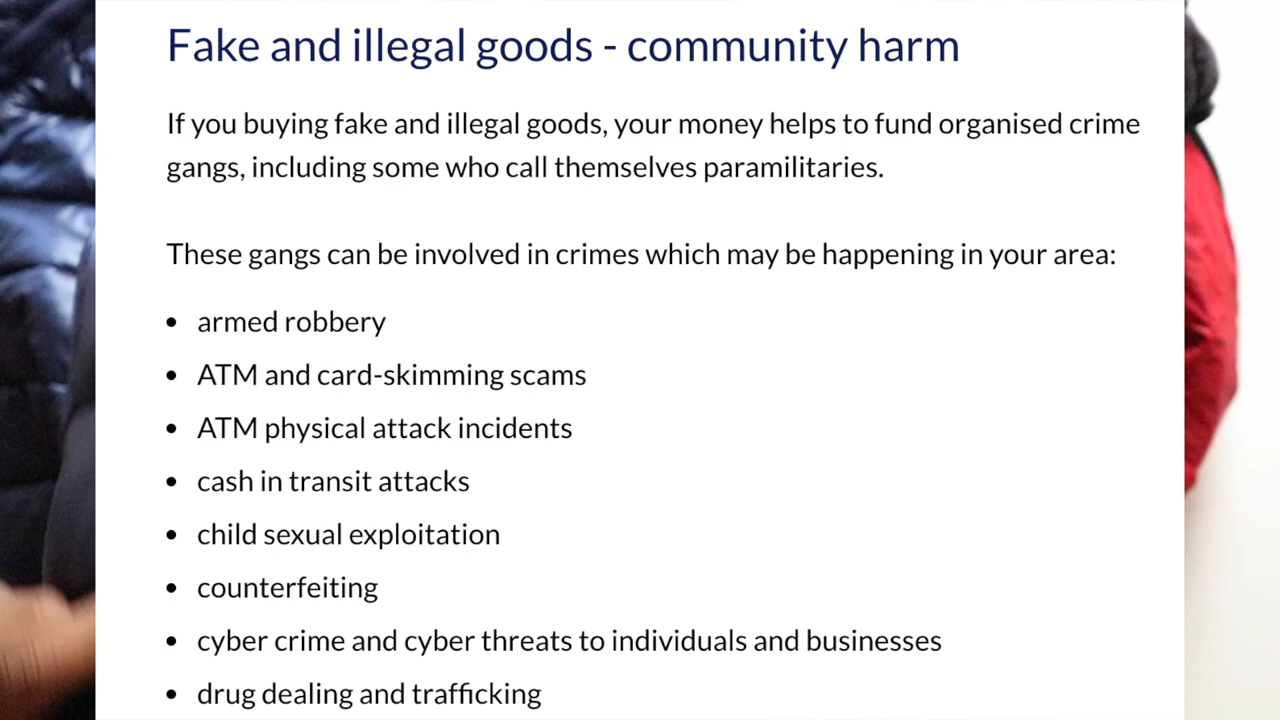 Fake and illegal goods - community harm
If you buying fake and illegal goods, your money helps to fund organised crime
gangs, including some who call themselves paramilitaries.
These gangs can be involved in crimes which may be happening in your area:
• armed robbery
• ATM and card-skimming scams
• ATM physical attack incidents
• cash in transit attacks
• child sexual exploitation
• counterfeiting
• cyber crime and cyber threats to individuals and businesses
• drug dealing and trafficking